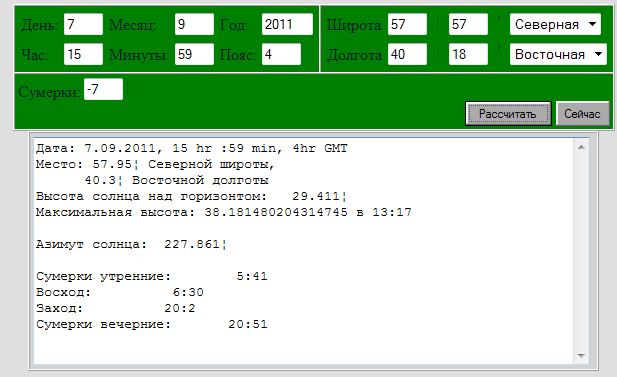 День: 7 Месяц: 9 Год: 2011 Широта 57 ¦ 57 ' Северная
Час: 15 Минуты: 59 Пояс: 4 Долгота 40 ¦ 18 ' Восточная
Сумерки: -7 ¦
Рассчитать Сейчас
Дата: 7.09.2011, 15 hr :59 min, 4hr GMT
Место: 57.95¦ Северной широты,
40.3¦ Восточной долготы
Высота солнца над горизонтом: 29.411¦
Максимальная высота: 38.181480204314745 в 13:17
Азимут солнца: 227.861¦
Сумерки утренние: 5:41
Восход: 6:30
Заход: 20:2
Сумерки вечерние: 20:51